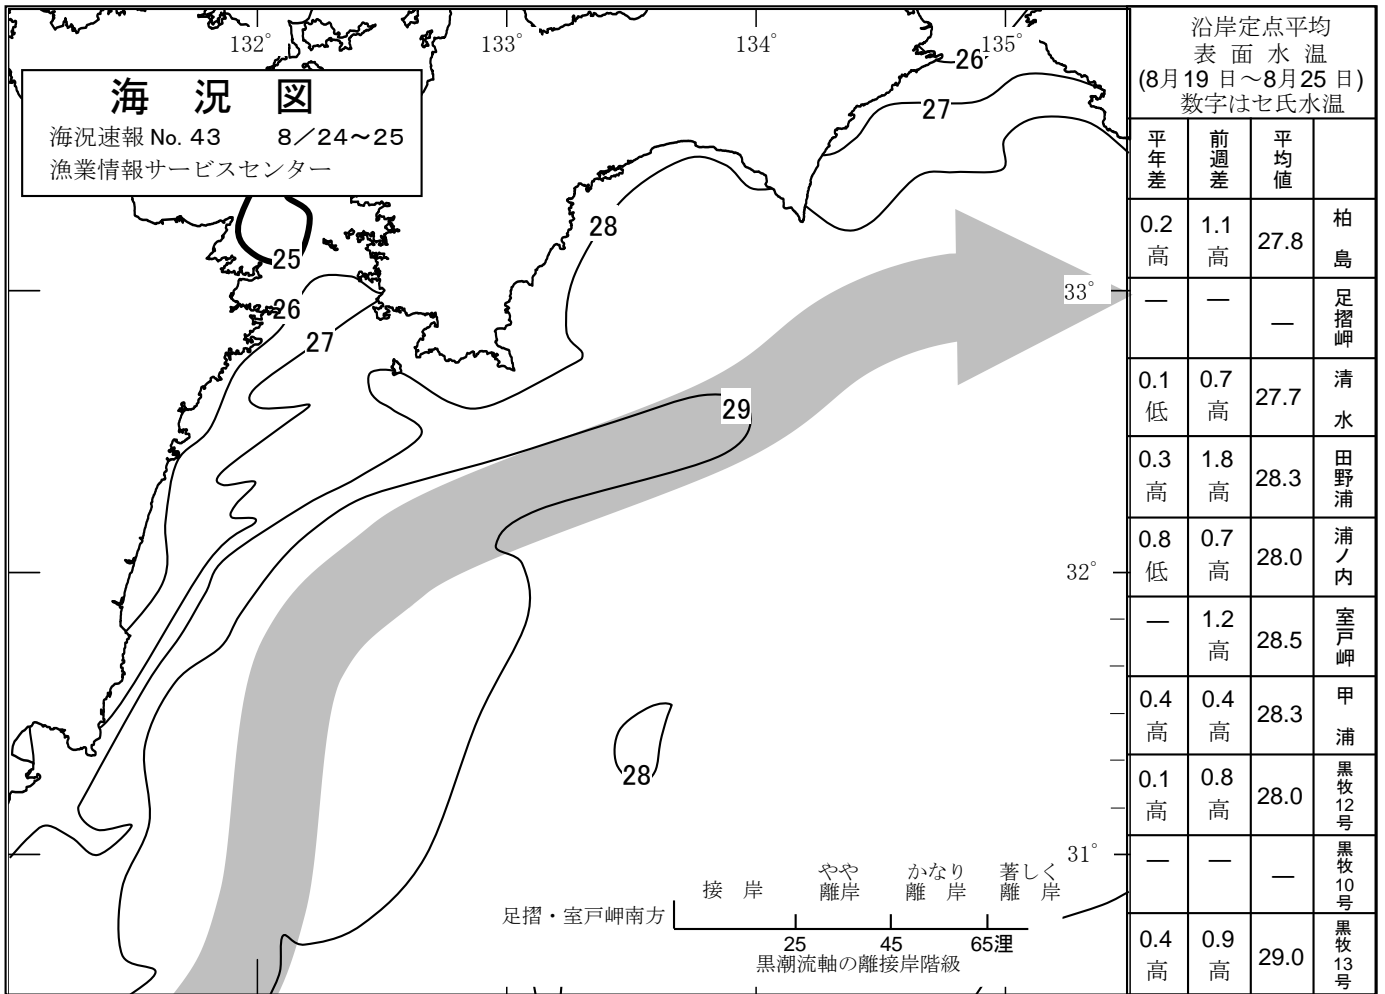 海 況 図
海況速報 No. 43 8／24～25
漁業情報サービスセンター
132°
133°
134°
135°
26
27
28
25
26
27
29
28
33°
32°
31°
接 岸
やや
離岸
かなり
離 岸
著しく
離 岸
足摺・室戸岬南方
25
45
65浬
黒潮流軸の離接岸階級
沿岸定点平均
表 面 水 温
(8月19 日～8月25 日)
数字はセ氏水温
平年差 前週差 平均値
0.2高 1.1高 27.8 柏島
— — — 足摺岬
0.1低 0.7高 27.7 清水
0.3高 1.8高 28.3 田野浦
0.8低 0.7高 28.0 浦ノ内
— 1.2高 28.5 室戸岬
0.4高 0.4高 28.3 甲浦
0.1高 0.8高 28.0 黒牧12号
— — — 黒牧10号
0.4高 0.9高 29.0 黒牧13号